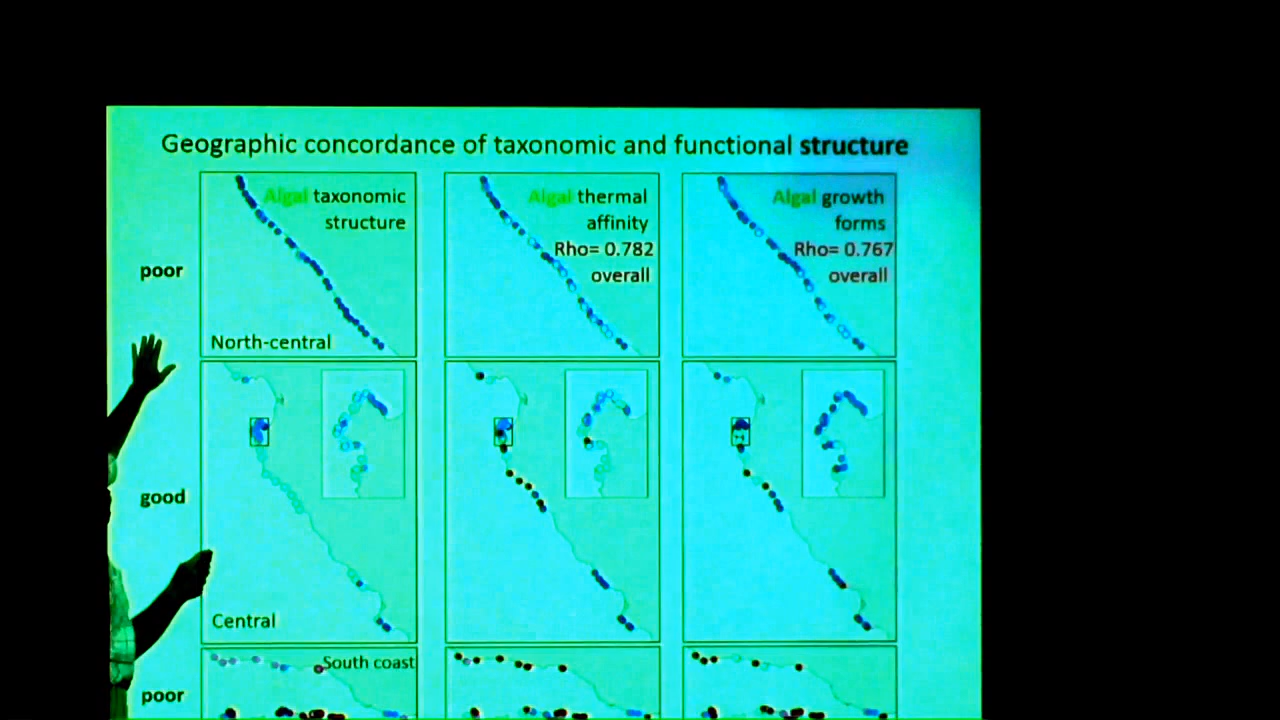 Geographic concordance of taxonomic and functional structure
Algal taxonomic
structure
Algal thermal
affinity
Rho= 0.782
overall
Algal growth
forms
Rho= 0.767
overall
poor
North-central
good
Central
South coast
poor